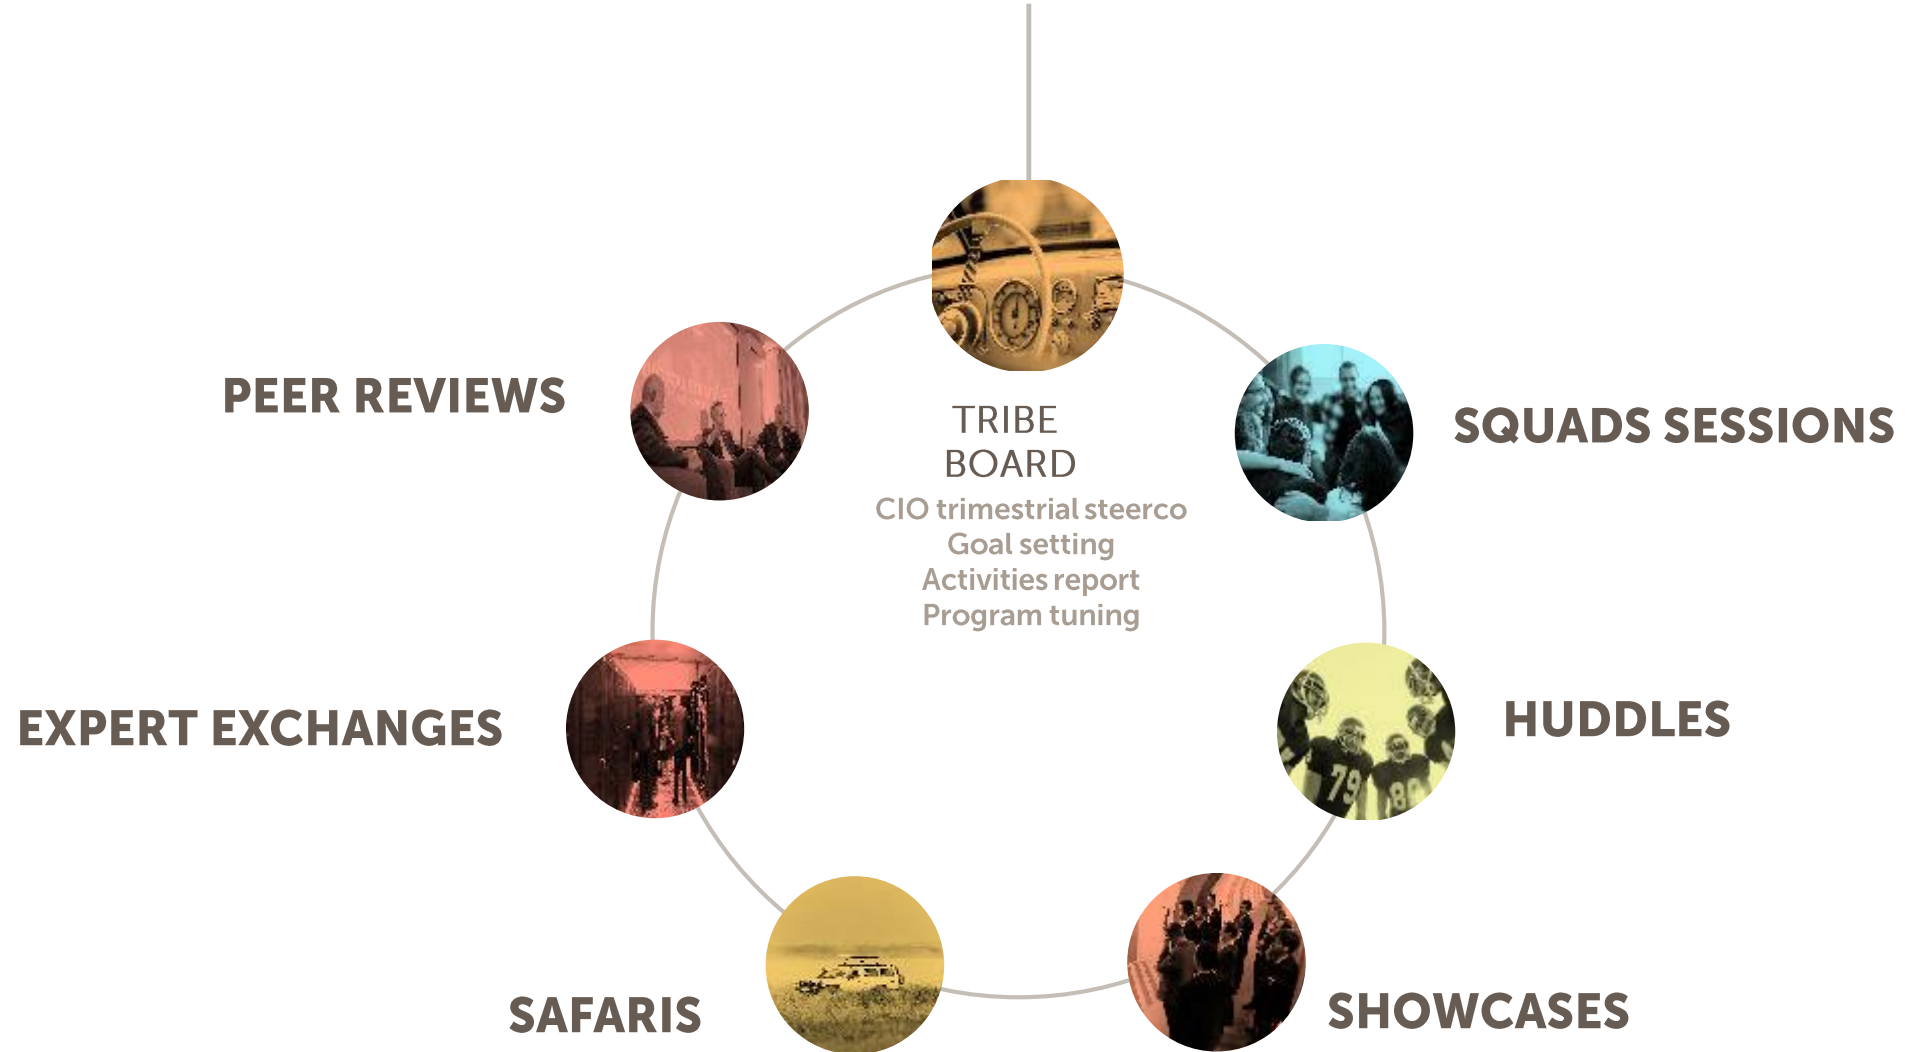 TRIBE
BOARD
CIO trimestrial steerco
Goal setting
Activities report
Program tuning
PEER REVIEWS
SQUADS SESSIONS
EXPERT EXCHANGES
HUDDLES
79
SAFARIS
SHOWCASES